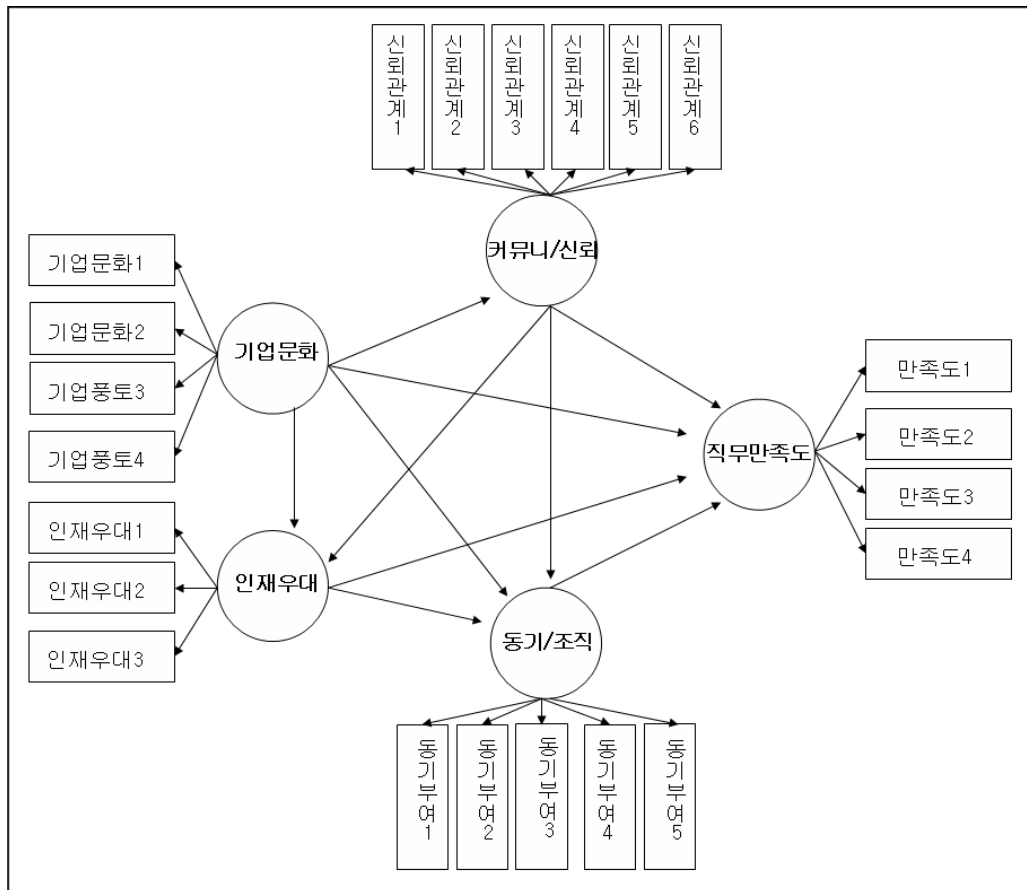 신뢰관계1
신뢰관계2
신뢰관계3
신뢰관계4
신뢰관계5
신뢰관계6
커뮤니/신뢰
기업문화1
기업문화2
기업풍토3
기업풍토4
기업문화
만족도1
만족도2
만족도3
만족도4
직무만족도
인재우대1
인재우대2
인재우대3
인재우대
동기/조직
동기부여1
동기부여2
동기부여3
동기부여4
동기부여5